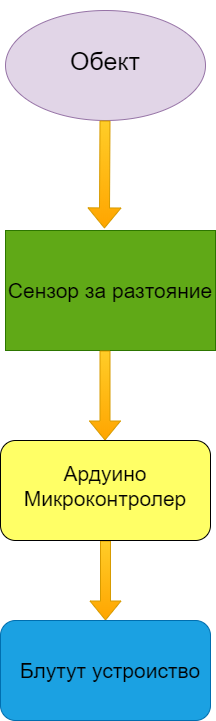 Обект
Сензор за разтояние
Ардуино
Микроконтролер
Блутут устроиство